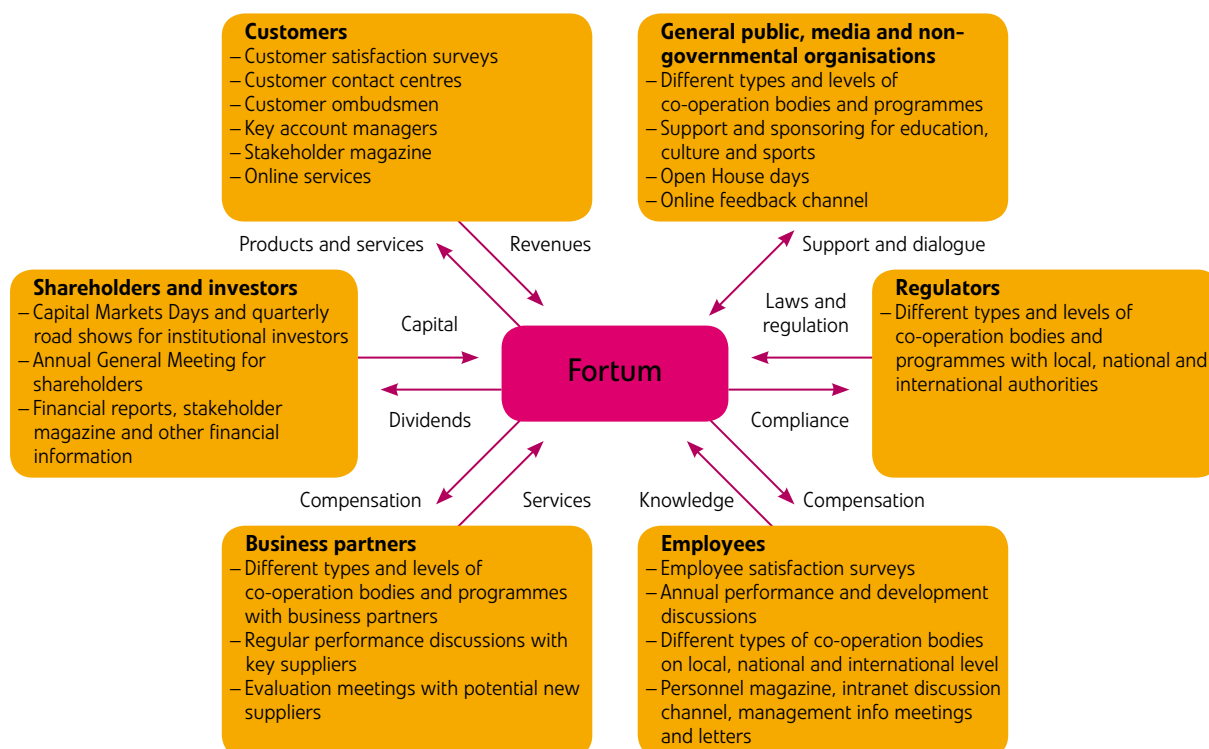 Customers
– Customer satisfaction surveys
– Customer contact centres
– Customer ombudsmen
– Key account managers
– Stakeholder magazine
– Online services
General public, media and non-
governmental organisations
– Different types and levels of
co-operation bodies and programmes
– Support and sponsoring for education,
culture and sports
– Open House days
– Online feedback channel
Products and services
Revenues
Support and dialogue
Shareholders and investors
– Capital Markets Days and quarterly
road shows for institutional investors
– Annual General Meeting for
shareholders
– Financial reports, stakeholder
magazine and other financial
information
Capital
Dividends
Fortum
Laws and
regulation
Compliance
Regulators
– Different types and levels of
co-operation bodies and
programmes with local, national and
international authorities
Compensation
Services
Knowledge
Compensation
Business partners
– Different types and levels of
co-operation bodies and programmes
with business partners
– Regular performance discussions with
key suppliers
– Evaluation meetings with potential new
suppliers
Employees
– Employee satisfaction surveys
– Annual performance and development
discussions
– Different types of co-operation bodies
on local, national and international level
– Personnel magazine, intranet discussion
channel, management info meetings
and letters